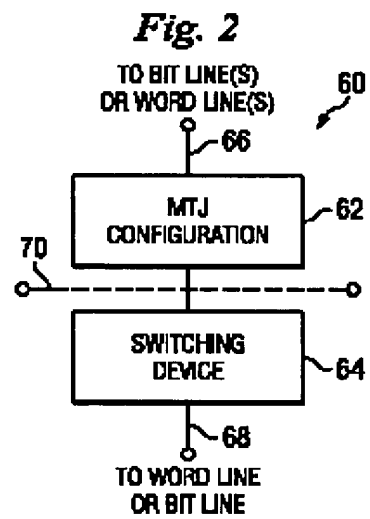 Fig. 2
TO BIT LINE(S)
OR WORD LINE(S)
60
66
MTJ
CONFIGURATION
62
70
SWITCHING
DEVICE
64
68
TO WORD LINE
OR BIT LINE